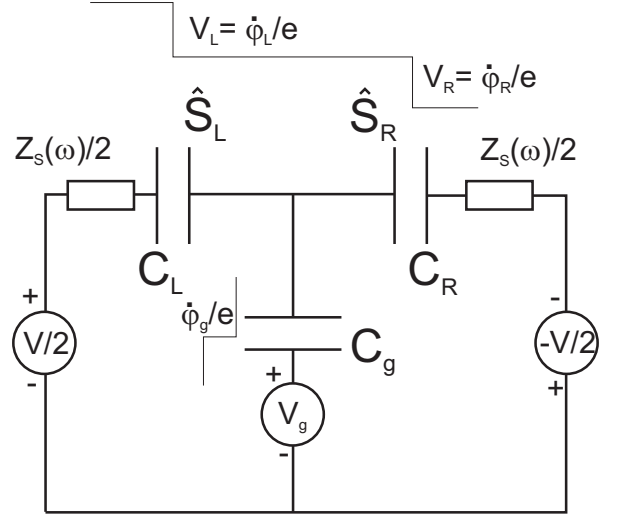 V_L = φ̇_L/e
V_R = φ̇_R/e
Ŝ_L
Ŝ_R
Z_s(ω)/2
Z_s(ω)/2
C_L
C_R
+
-
φ̇_g/e
V/2
C_g
-V/2
-
+
+
V_g
-